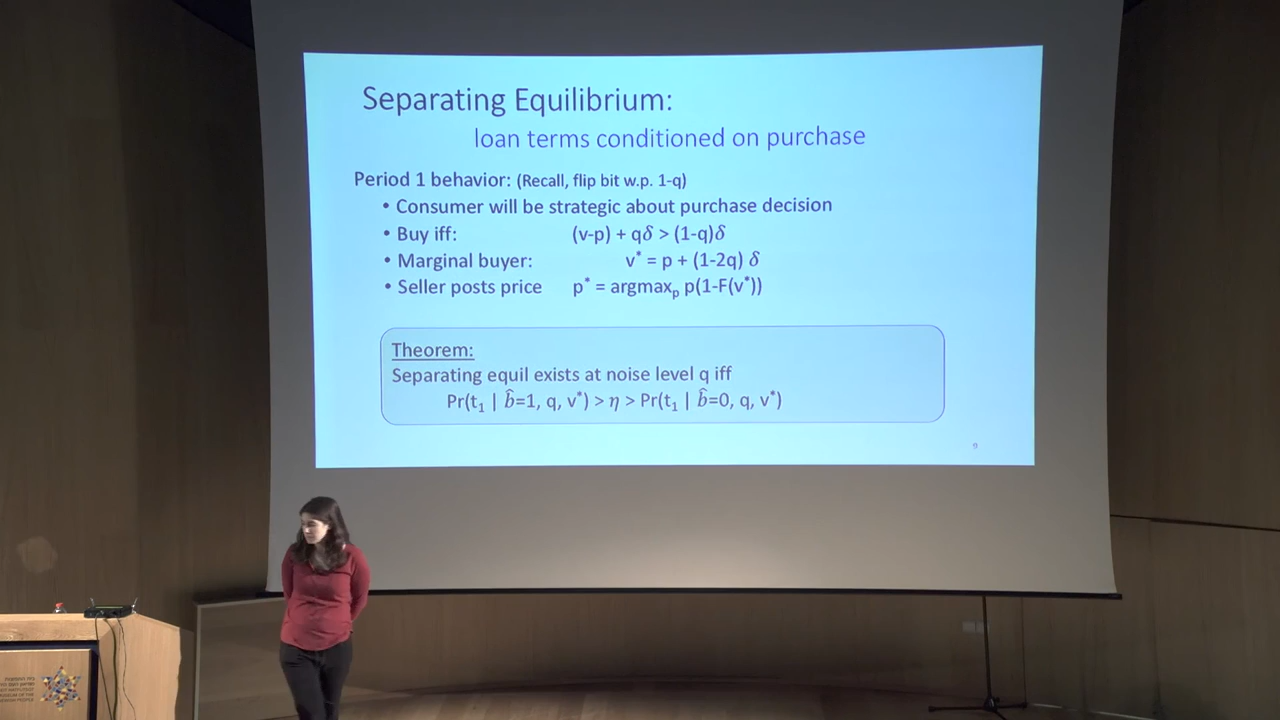 Separating Equilibrium:
loan terms conditioned on purchase
Period 1 behavior: (Recall, flip bit w.p. 1-q)
• Consumer will be strategic about purchase decision
• Buy iff: (v-p) + qδ > (1-q)δ
• Marginal buyer: v* = p + (1-2q) δ
• Seller posts price p* = argmaxₚ p(1-F(v*))
Theorem:
Separating equil exists at noise level q iff
Pr(t₁ | b̂=1, q, v*) > η > Pr(t₁ | b̂=0, q, v*)
9